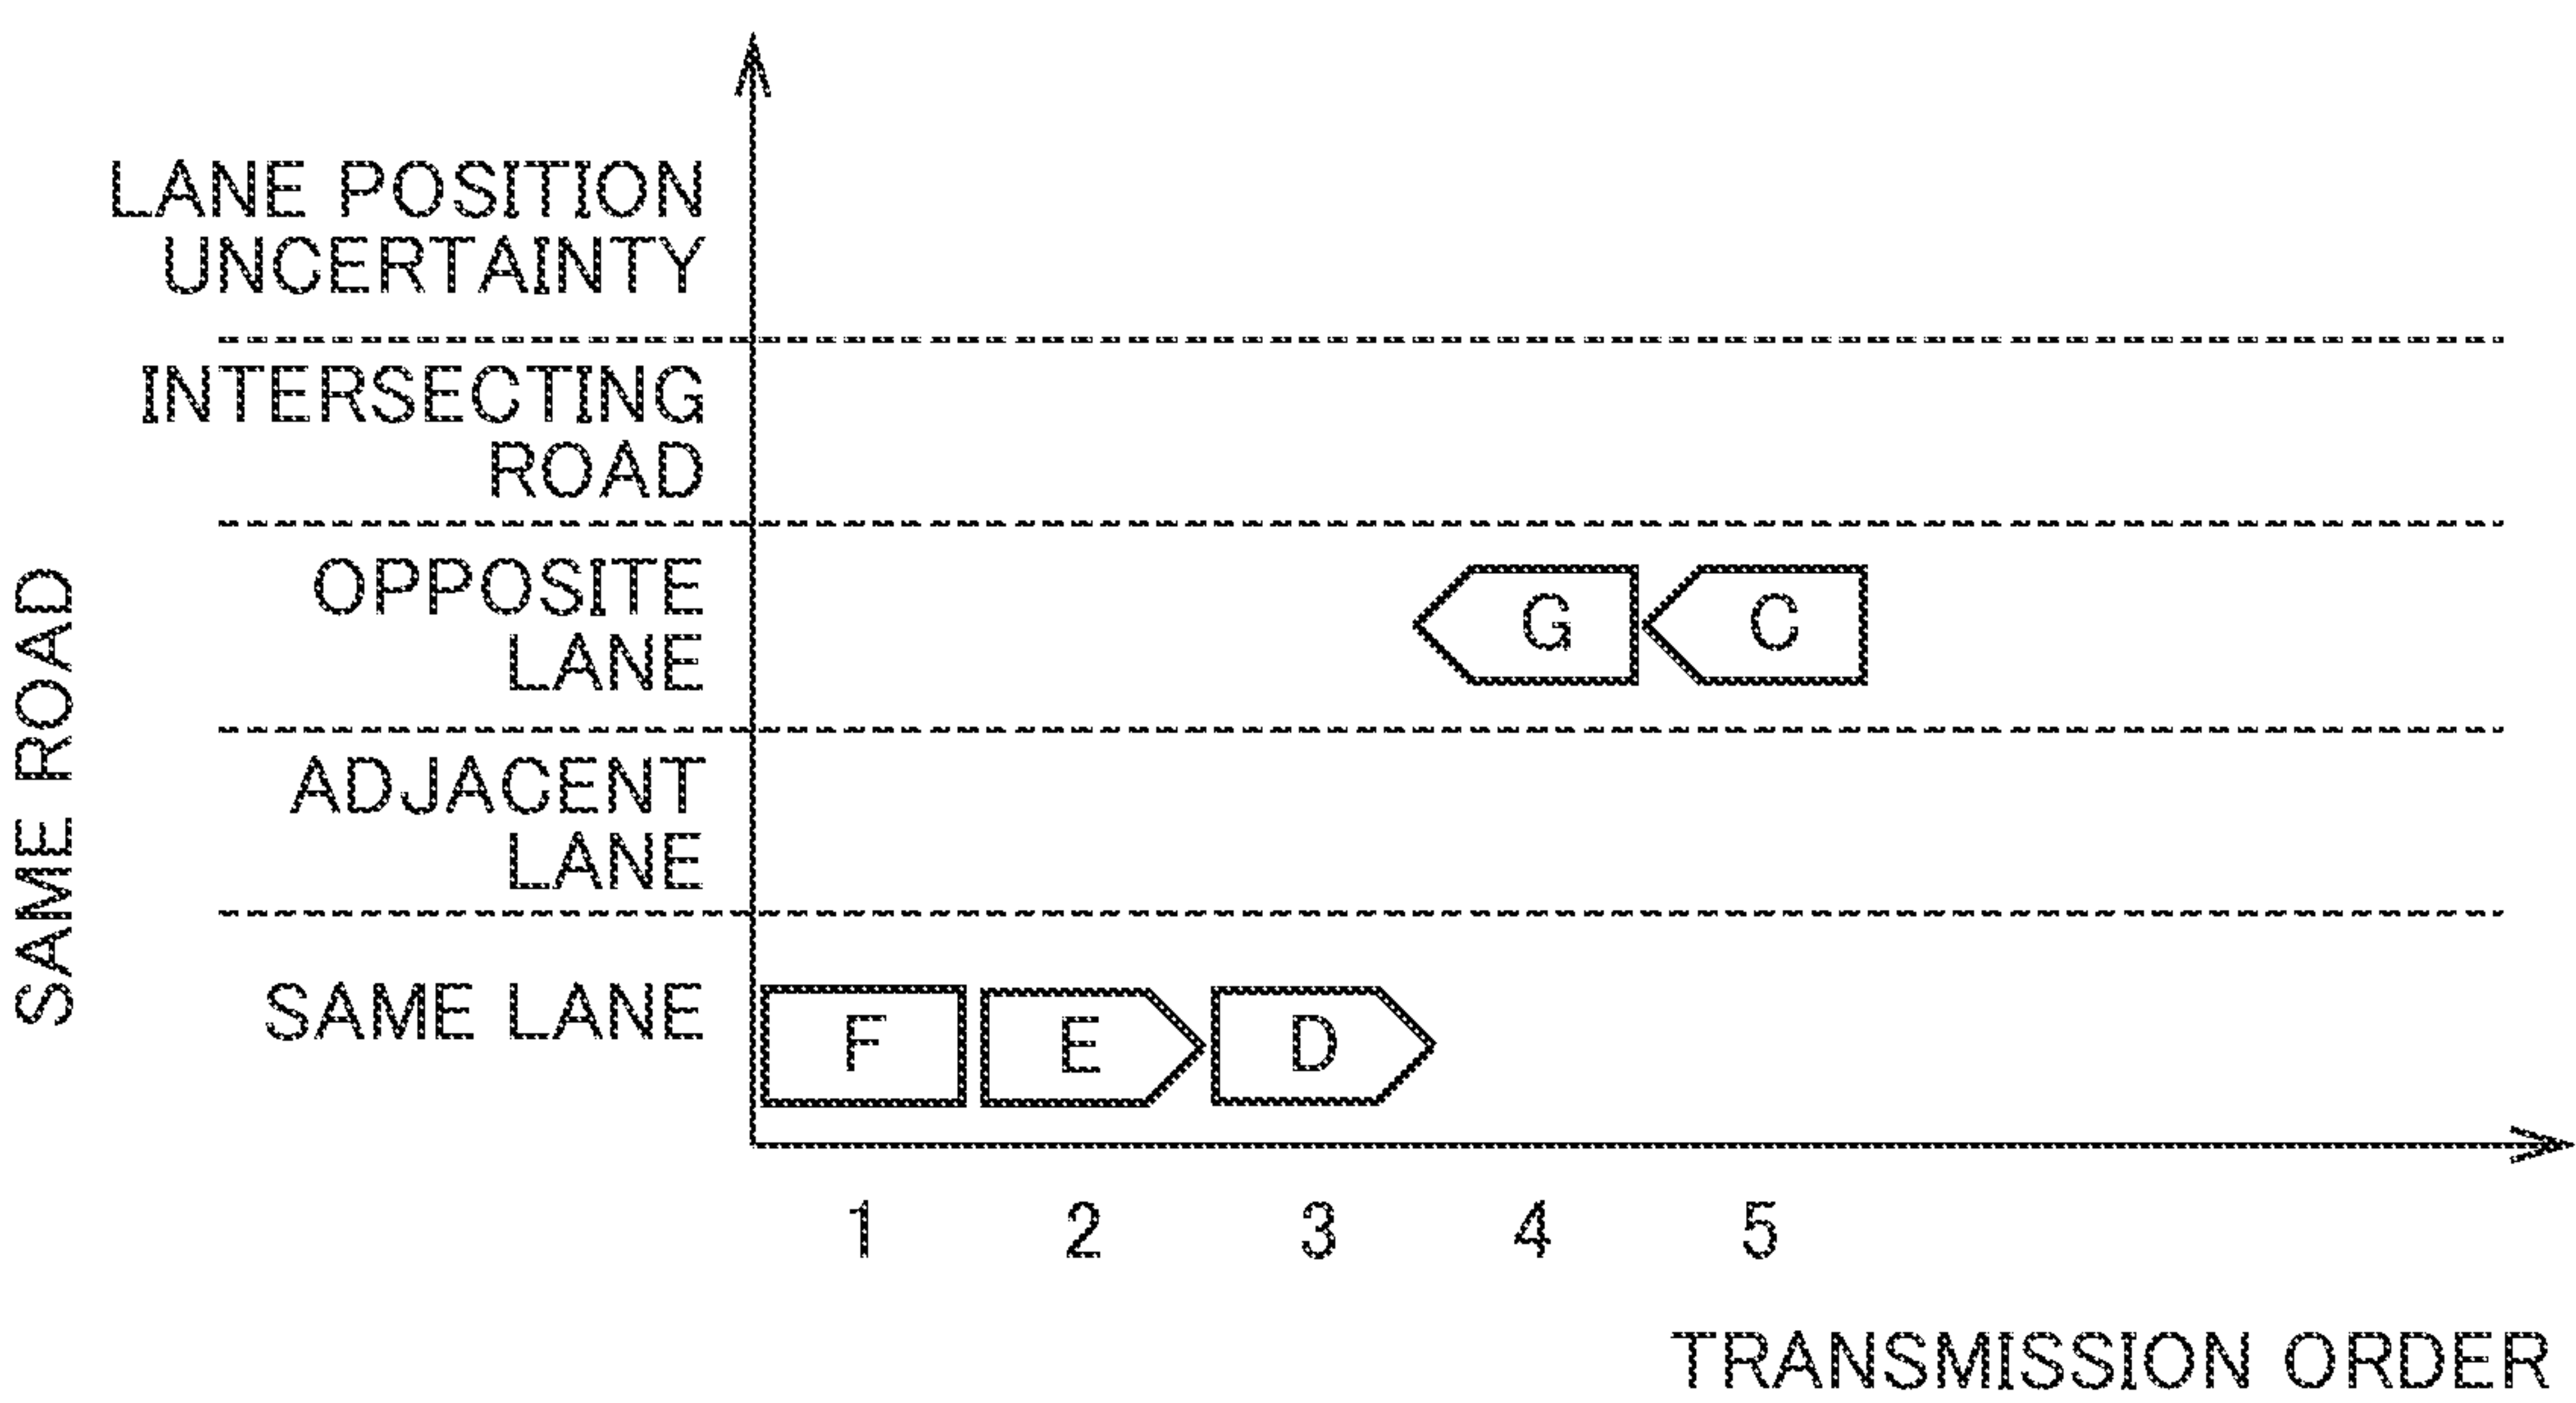 LANE POSITION
UNCERTAINTY
INTERSECTING
ROAD
SAME ROAD
OPPOSITE
LANE
G
C
ADJACENT
LANE
SAME LANE
F
E
D
1
2
3
4
5
TRANSMISSION ORDER